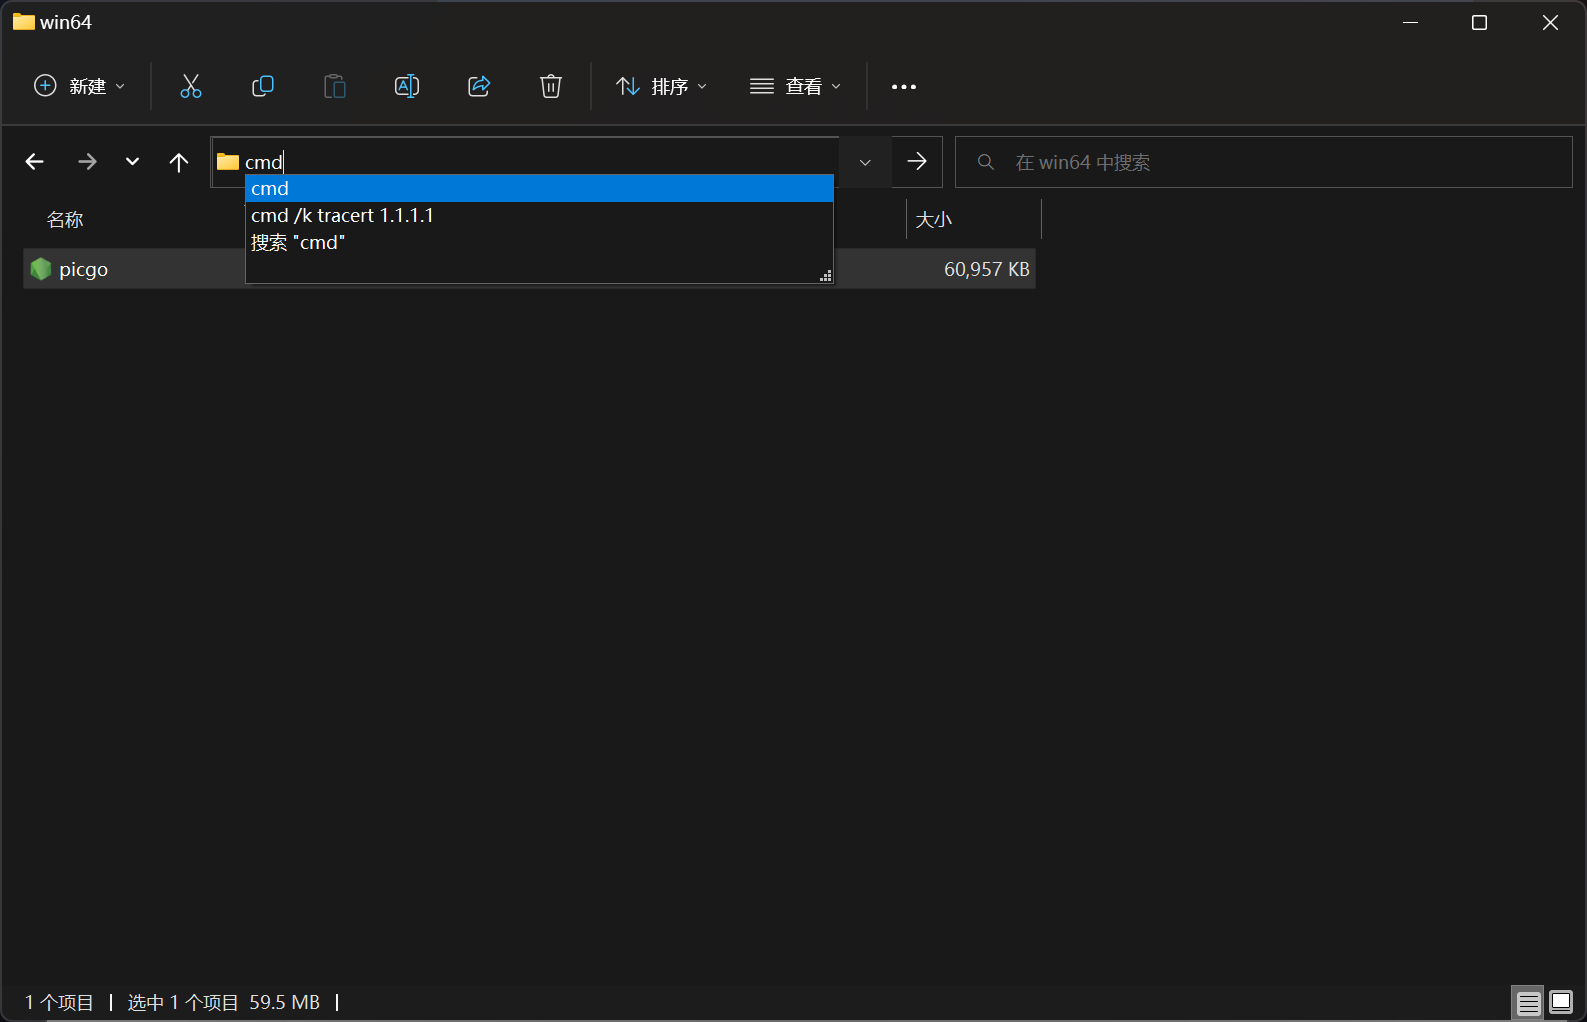 win64
新建
排序
查看
cmd
在 win64 中搜索
cmd
cmd /k tracert 1.1.1.1
搜索 "cmd"
名称
大小
picgo
60,957 KB
1 个项目
选中 1 个项目 59.5 MB